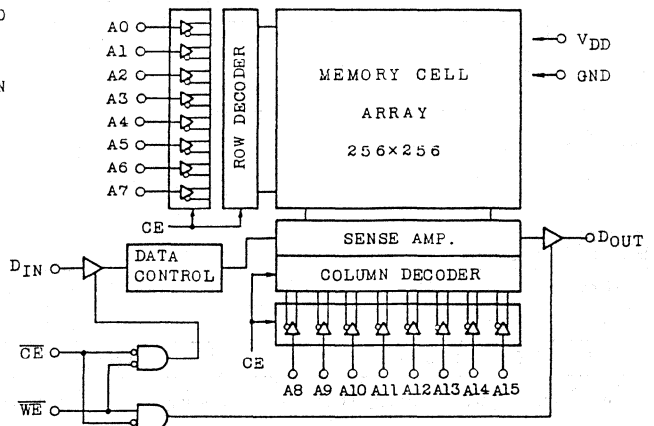 D
N
A0
A1
A2
A3
A4
A5
A6
A7
CE
ROW DECODER
MEMORY CELL
ARRAY
256×256
VDD
GND
SENSE AMP.
COLUMN DECODER
DOUT
DIN
DATA
CONTROL
CE
WE
CE
A8 A9 A10 A11 A12 A13 A14 A15